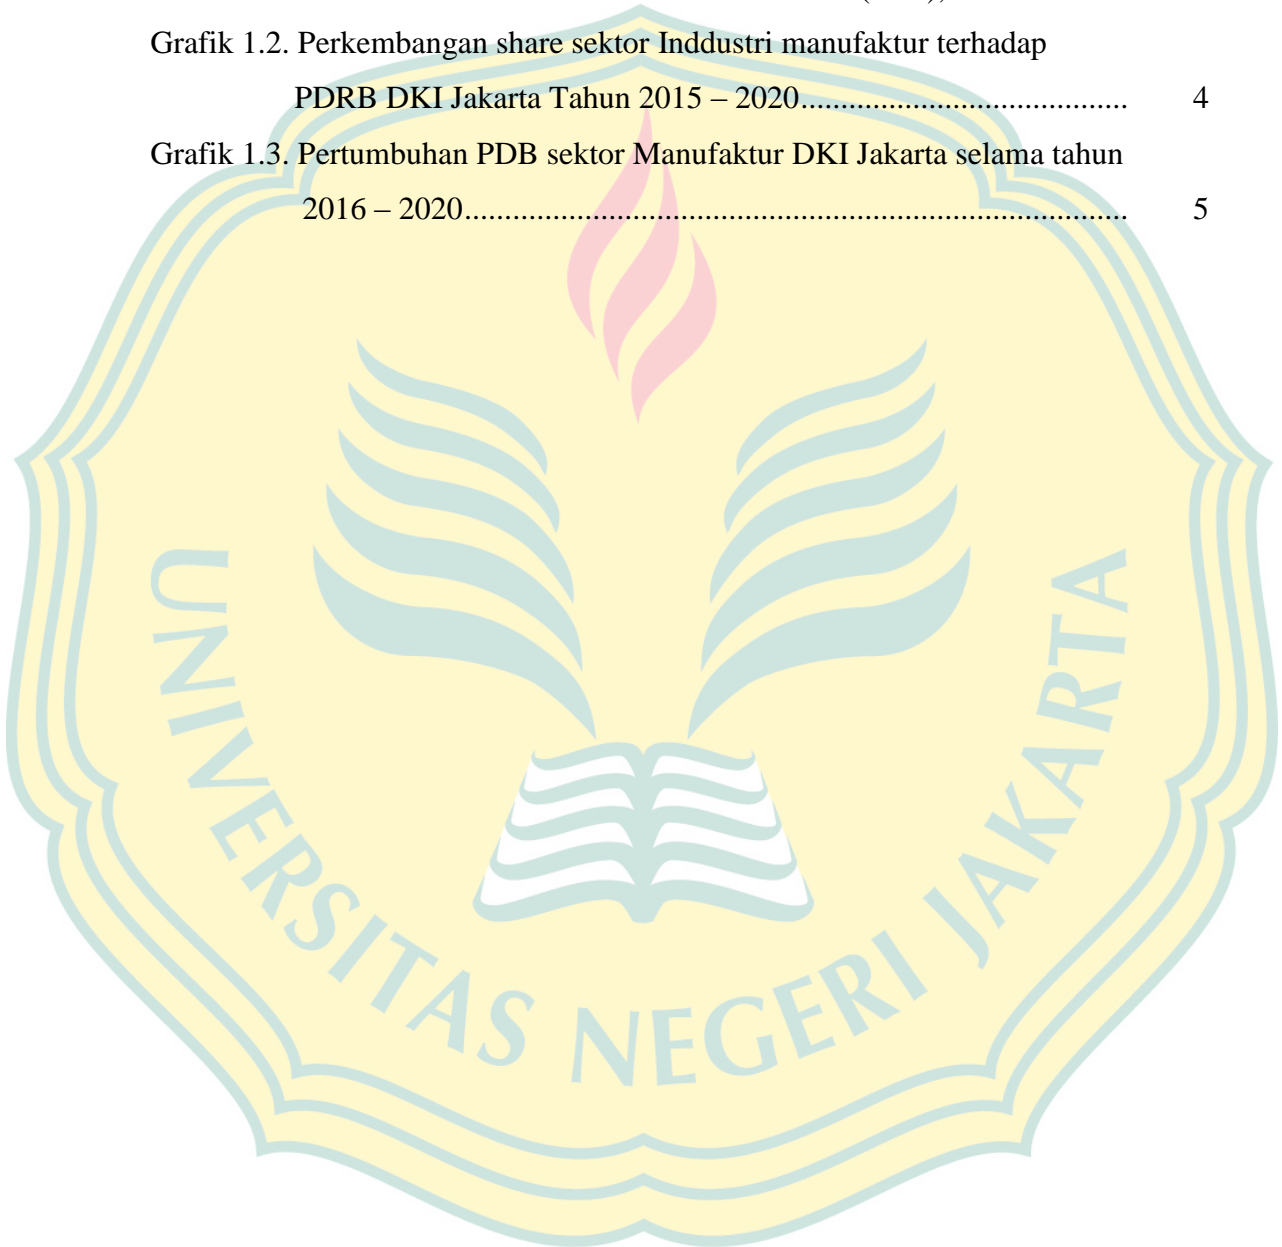 Grafik 1.2. Perkembangan share sektor Inddustri manufaktur terhadap
PDRB DKI Jakarta Tahun 2015 – 2020.................................... 4
Grafik 1.3. Pertumbuhan PDB sektor Manufaktur DKI Jakarta selama tahun
2016 – 2020......................................................................... 5
UNIVERSITAS NEGERI JAKARTA